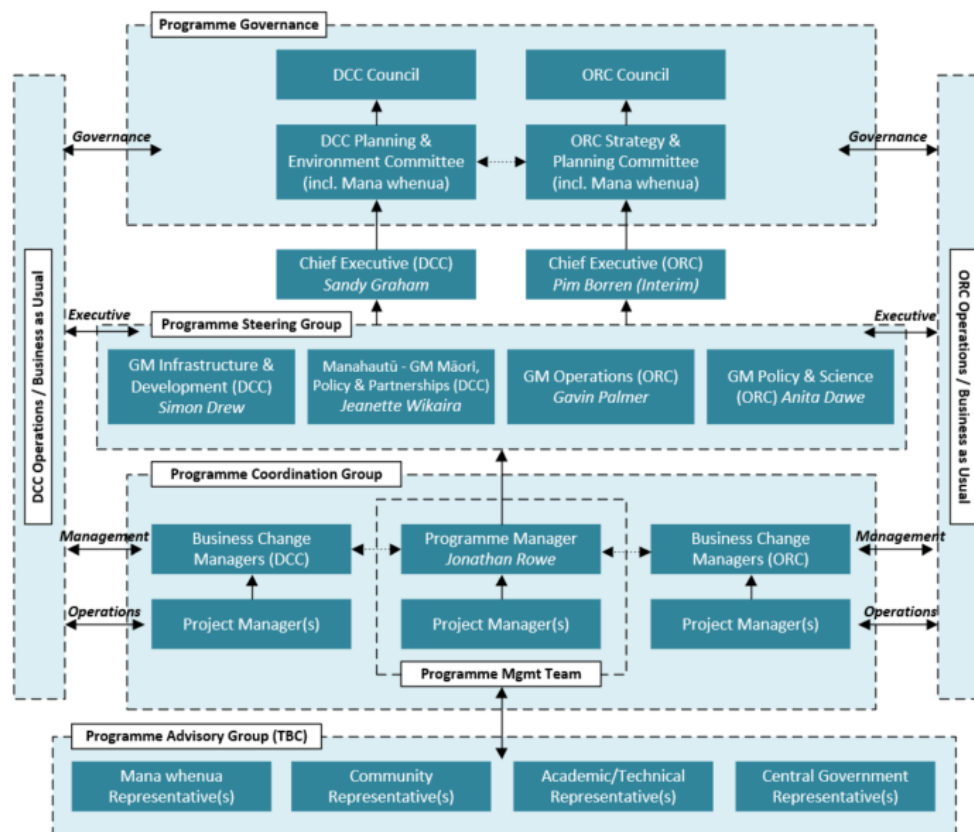 Programme Governance
DCC Council
ORC Council
Governance
DCC Planning &
Environment Committee
(incl. Mana whenua)
ORC Strategy &
Planning Committee
(incl. Mana whenua)
Governance
DCC Operations / Business as Usual
ORC Operations / Business as Usual
Chief Executive (DCC)
Sandy Graham
Chief Executive (ORC)
Pim Borren (Interim)
Executive
Programme Steering Group
Executive
GM Infrastructure &
Development (DCC)
Simon Drew
Manahautū - GM Māori,
Policy & Partnerships (DCC)
Jeanette Wikaira
GM Operations (ORC)
Gavin Palmer
GM Policy & Science
(ORC) Anita Dawe
Programme Coordination Group
Management
Business Change
Managers (DCC)
Programme Manager
Jonathan Rowe
Business Change
Managers (ORC)
Management
Operations
Project Manager(s)
Project Manager(s)
Project Manager(s)
Operations
Programme Mgmt Team
Programme Advisory Group (TBC)
Mana whenua
Representative(s)
Community
Representative(s)
Academic/Technical
Representative(s)
Central Government
Representative(s)